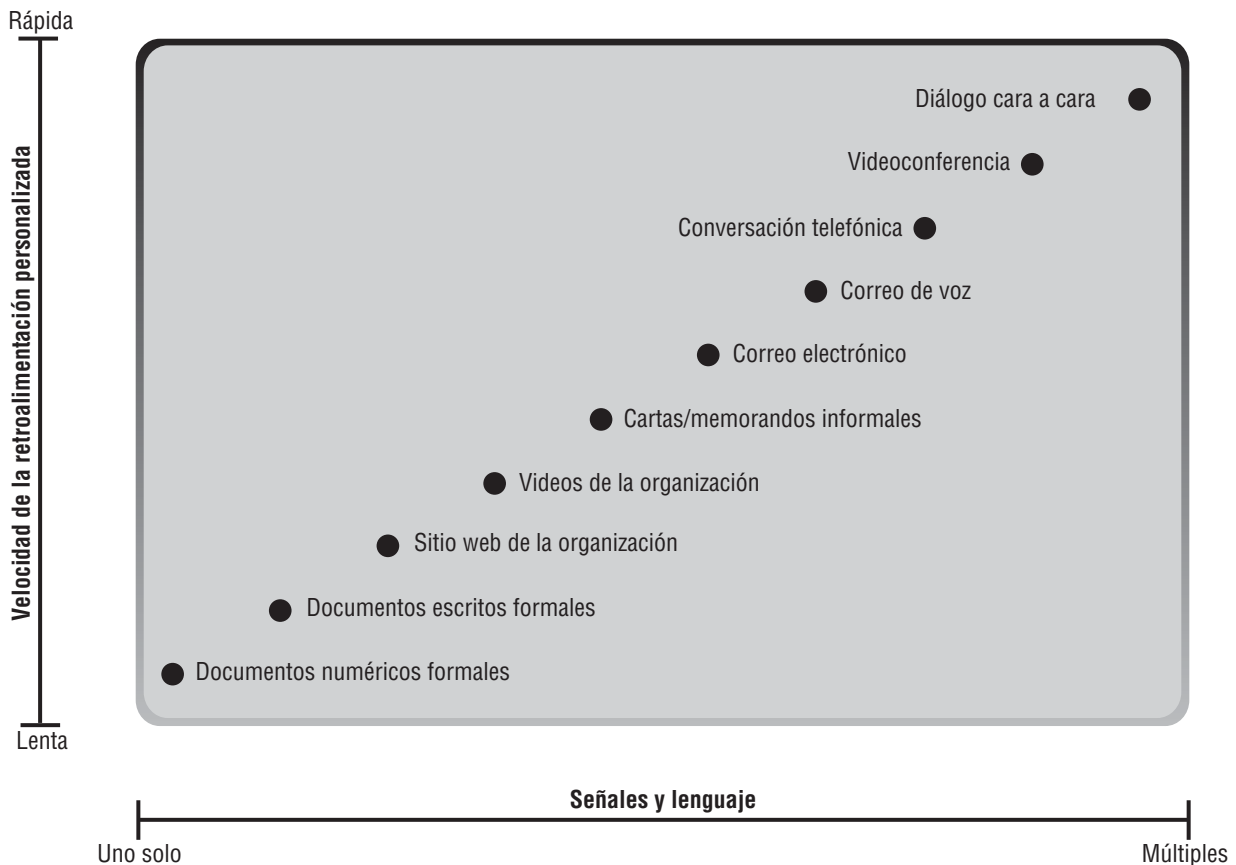 Rápida
Velocidad de la retroalimentación personalizada
Diálogo cara a cara
Videoconferencia
Conversación telefónica
Correo de voz
Correo electrónico
Cartas/memorandos informales
Videos de la organización
Sitio web de la organización
Documentos escritos formales
Documentos numéricos formales
Lenta
Señales y lenguaje
Uno solo
Múltiples